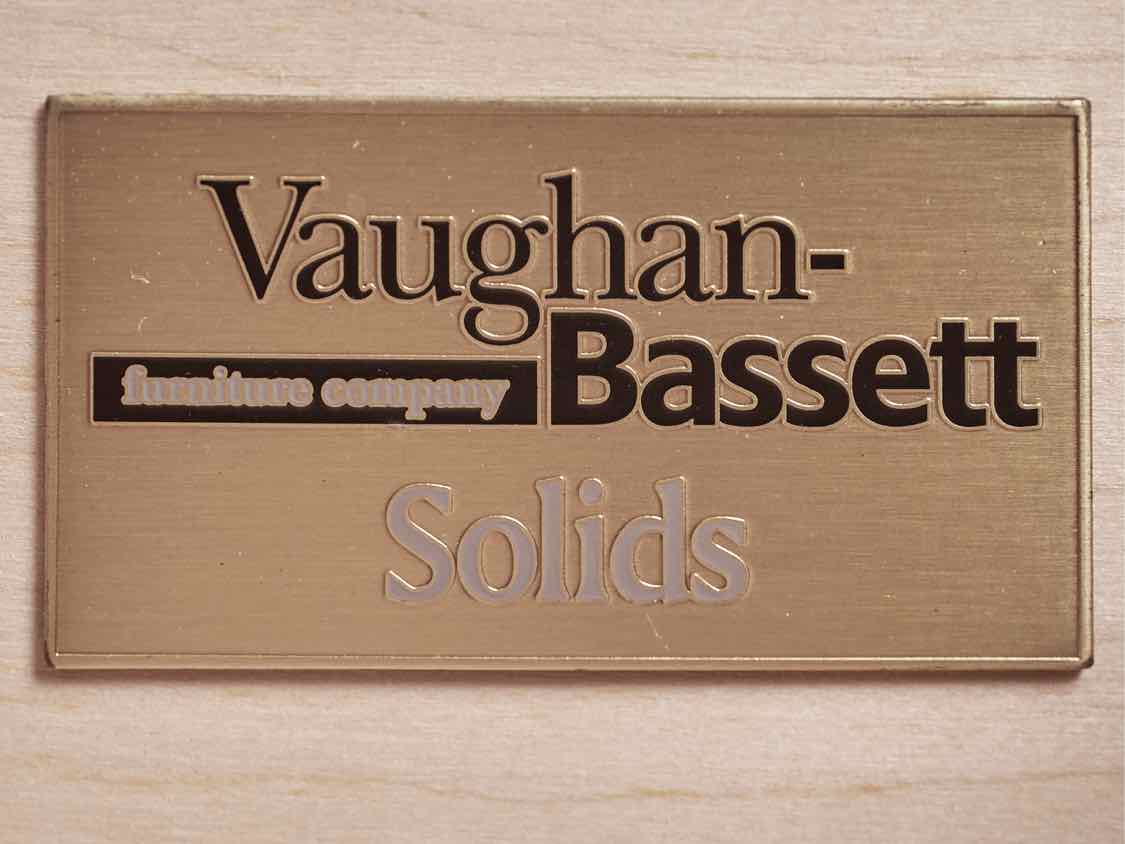 Vaughan-
furniture company Bassett
Solids